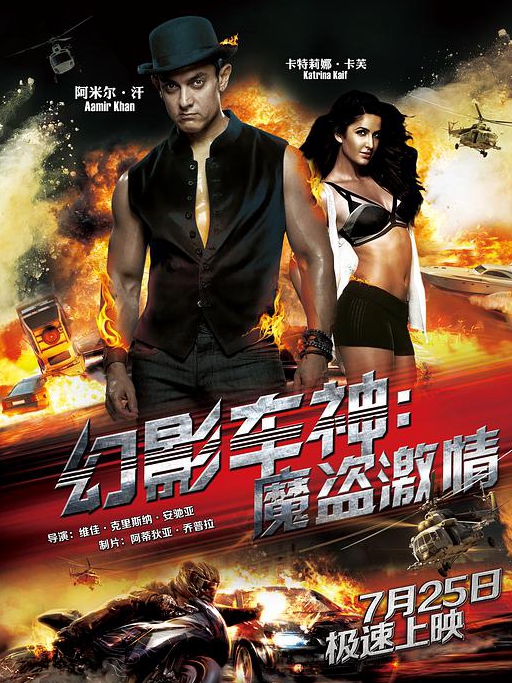 阿米尔·汗
Aamir Khan
卡特莉娜·卡芙
Katrina Kaif
幻影车神：
魔盗激情
导演：维佳·克里斯纳·安驰亚
制片：阿蒂狄亚·乔普拉
7月25日
极速上映